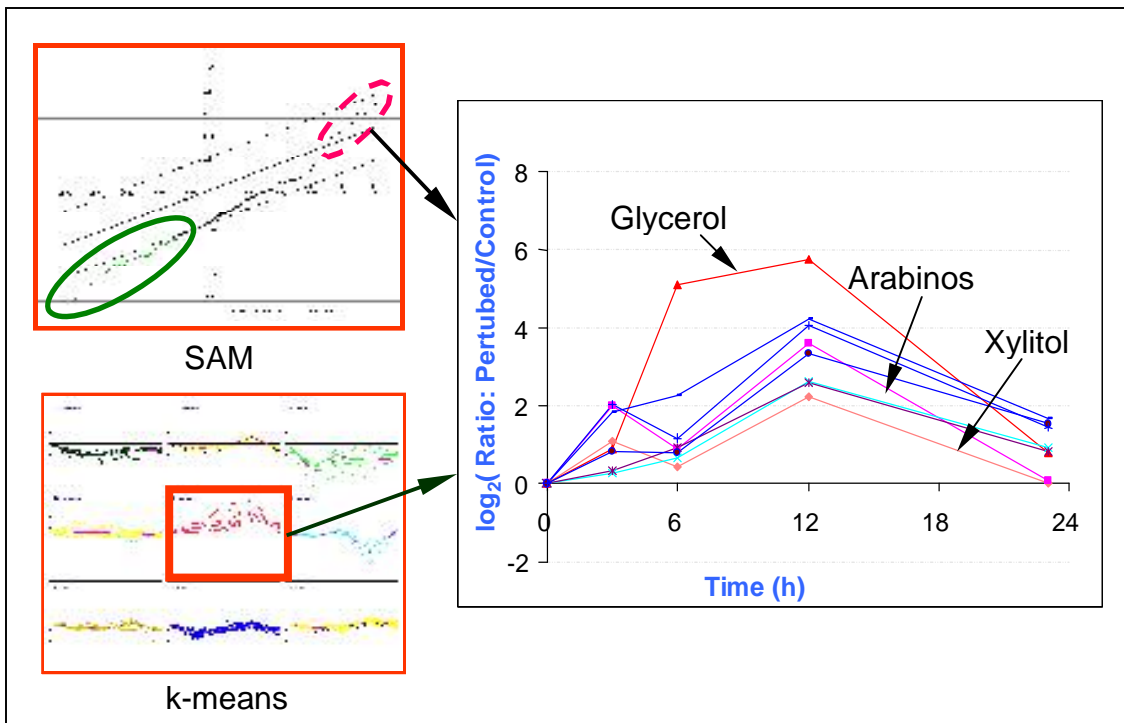 SAM
k-means
log2( Ratio: Pertubed/Control)
8
6
4
2
0
-2
0 6 12 18 24
Time (h)
Glycerol
Arabinos
Xylitol